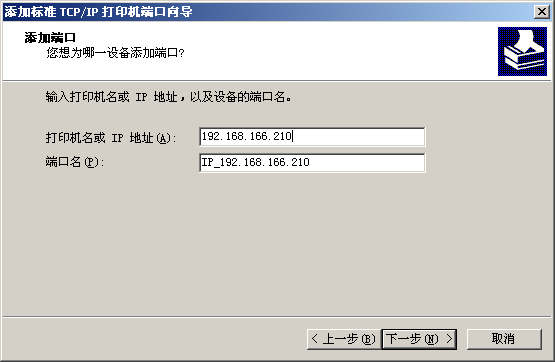 添加标准 TCP/IP 打印机端口向导
添加端口
您想为哪一设备添加端口?
输入打印机名或 IP 地址，以及设备的端口名。
打印机名或 IP 地址(A): 192.168.166.210
端口名(P): IP_192.168.166.210
< 上一步(B) 下一步(N) > 取消